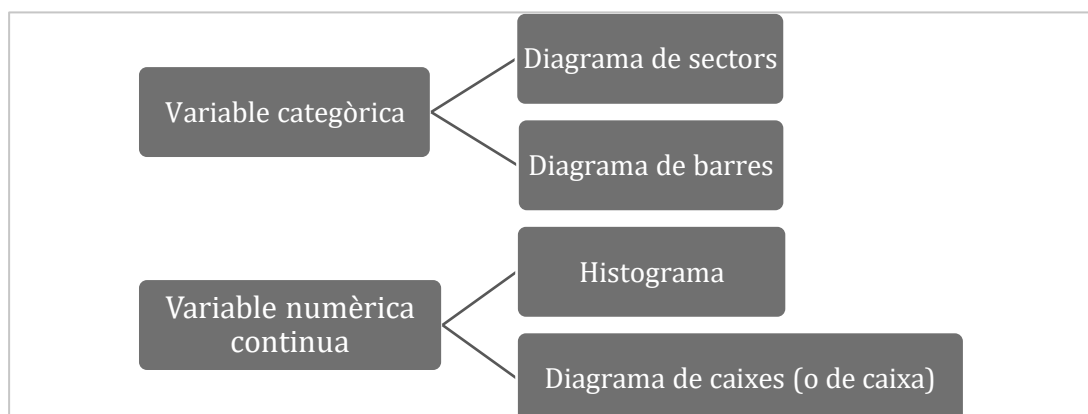 Variable categòrica
Diagrama de sectors
Diagrama de barres
Variable numèrica
continua
Histograma
Diagrama de caixes (o de caixa)